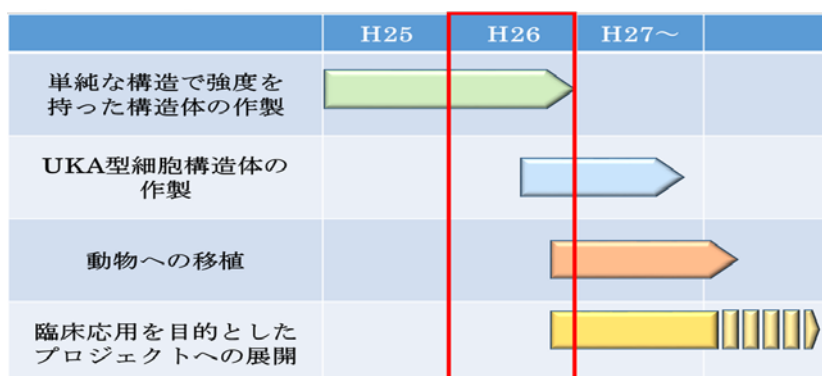 H25 H26 H27～
単純な構造で強度を
持った構造体の作製
UKA型細胞構造体の
作製
動物への移植
臨床応用を目的とした
プロジェクトへの展開